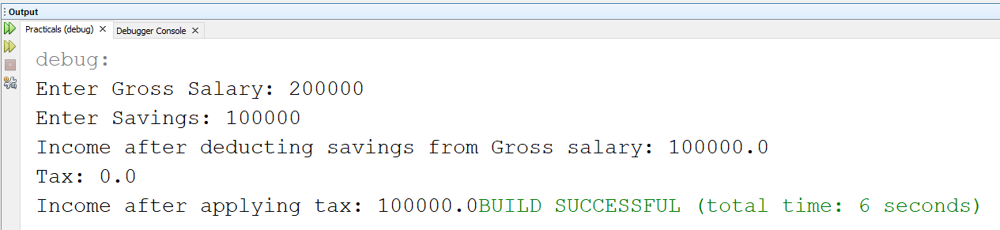 Output
Practicals (debug) Debugger Console
debug:
Enter Gross Salary: 200000
Enter Savings: 100000
Income after deducting savings from Gross salary: 100000.0
Tax: 0.0
Income after applying tax: 100000.0BUILD SUCCESSFUL (total time: 6 seconds)